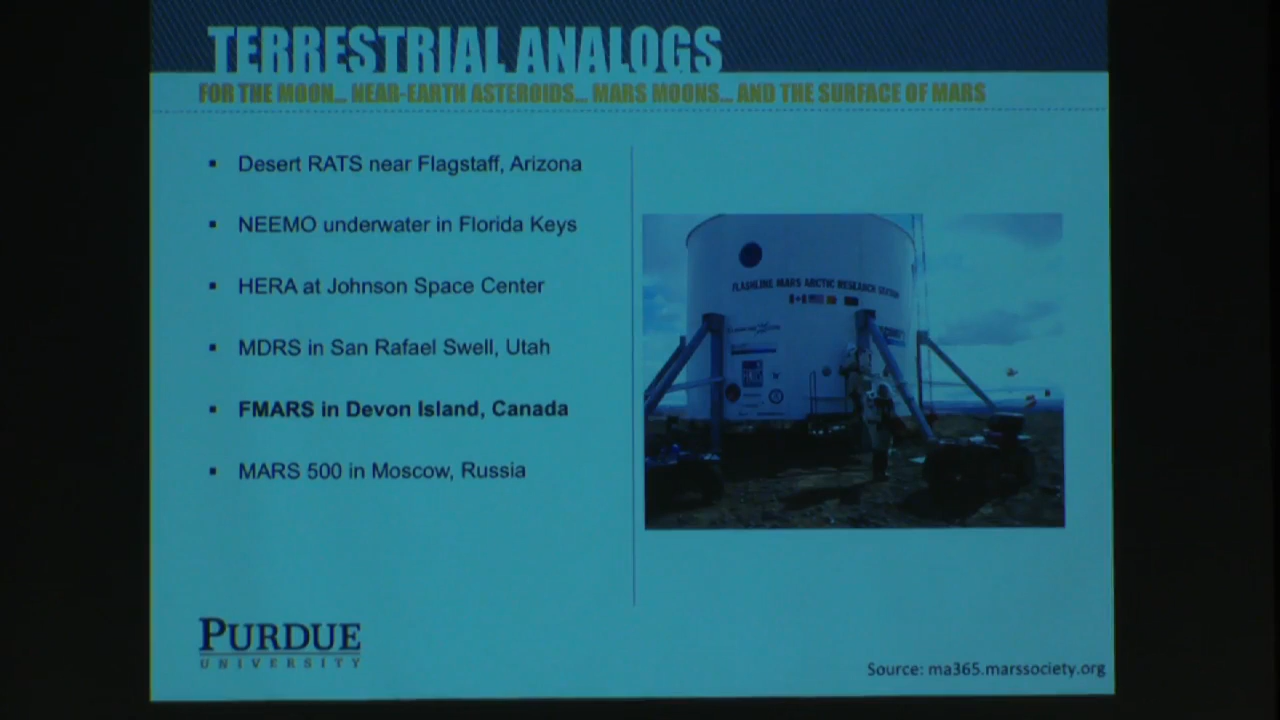 TERRESTRIAL ANALOGS
FOR THE MOON... NEAR-EARTH ASTEROIDS... MARS MOONS... AND THE SURFACE OF MARS
▪ Desert RATS near Flagstaff, Arizona
▪ NEEMO underwater in Florida Keys
▪ HERA at Johnson Space Center
▪ MDRS in San Rafael Swell, Utah
▪ FMARS in Devon Island, Canada
▪ MARS 500 in Moscow, Russia
FLASHLINE MARS ARCTIC RESEARCH STATION
PURDUE
UNIVERSITY
Source: ma365.marssociety.org